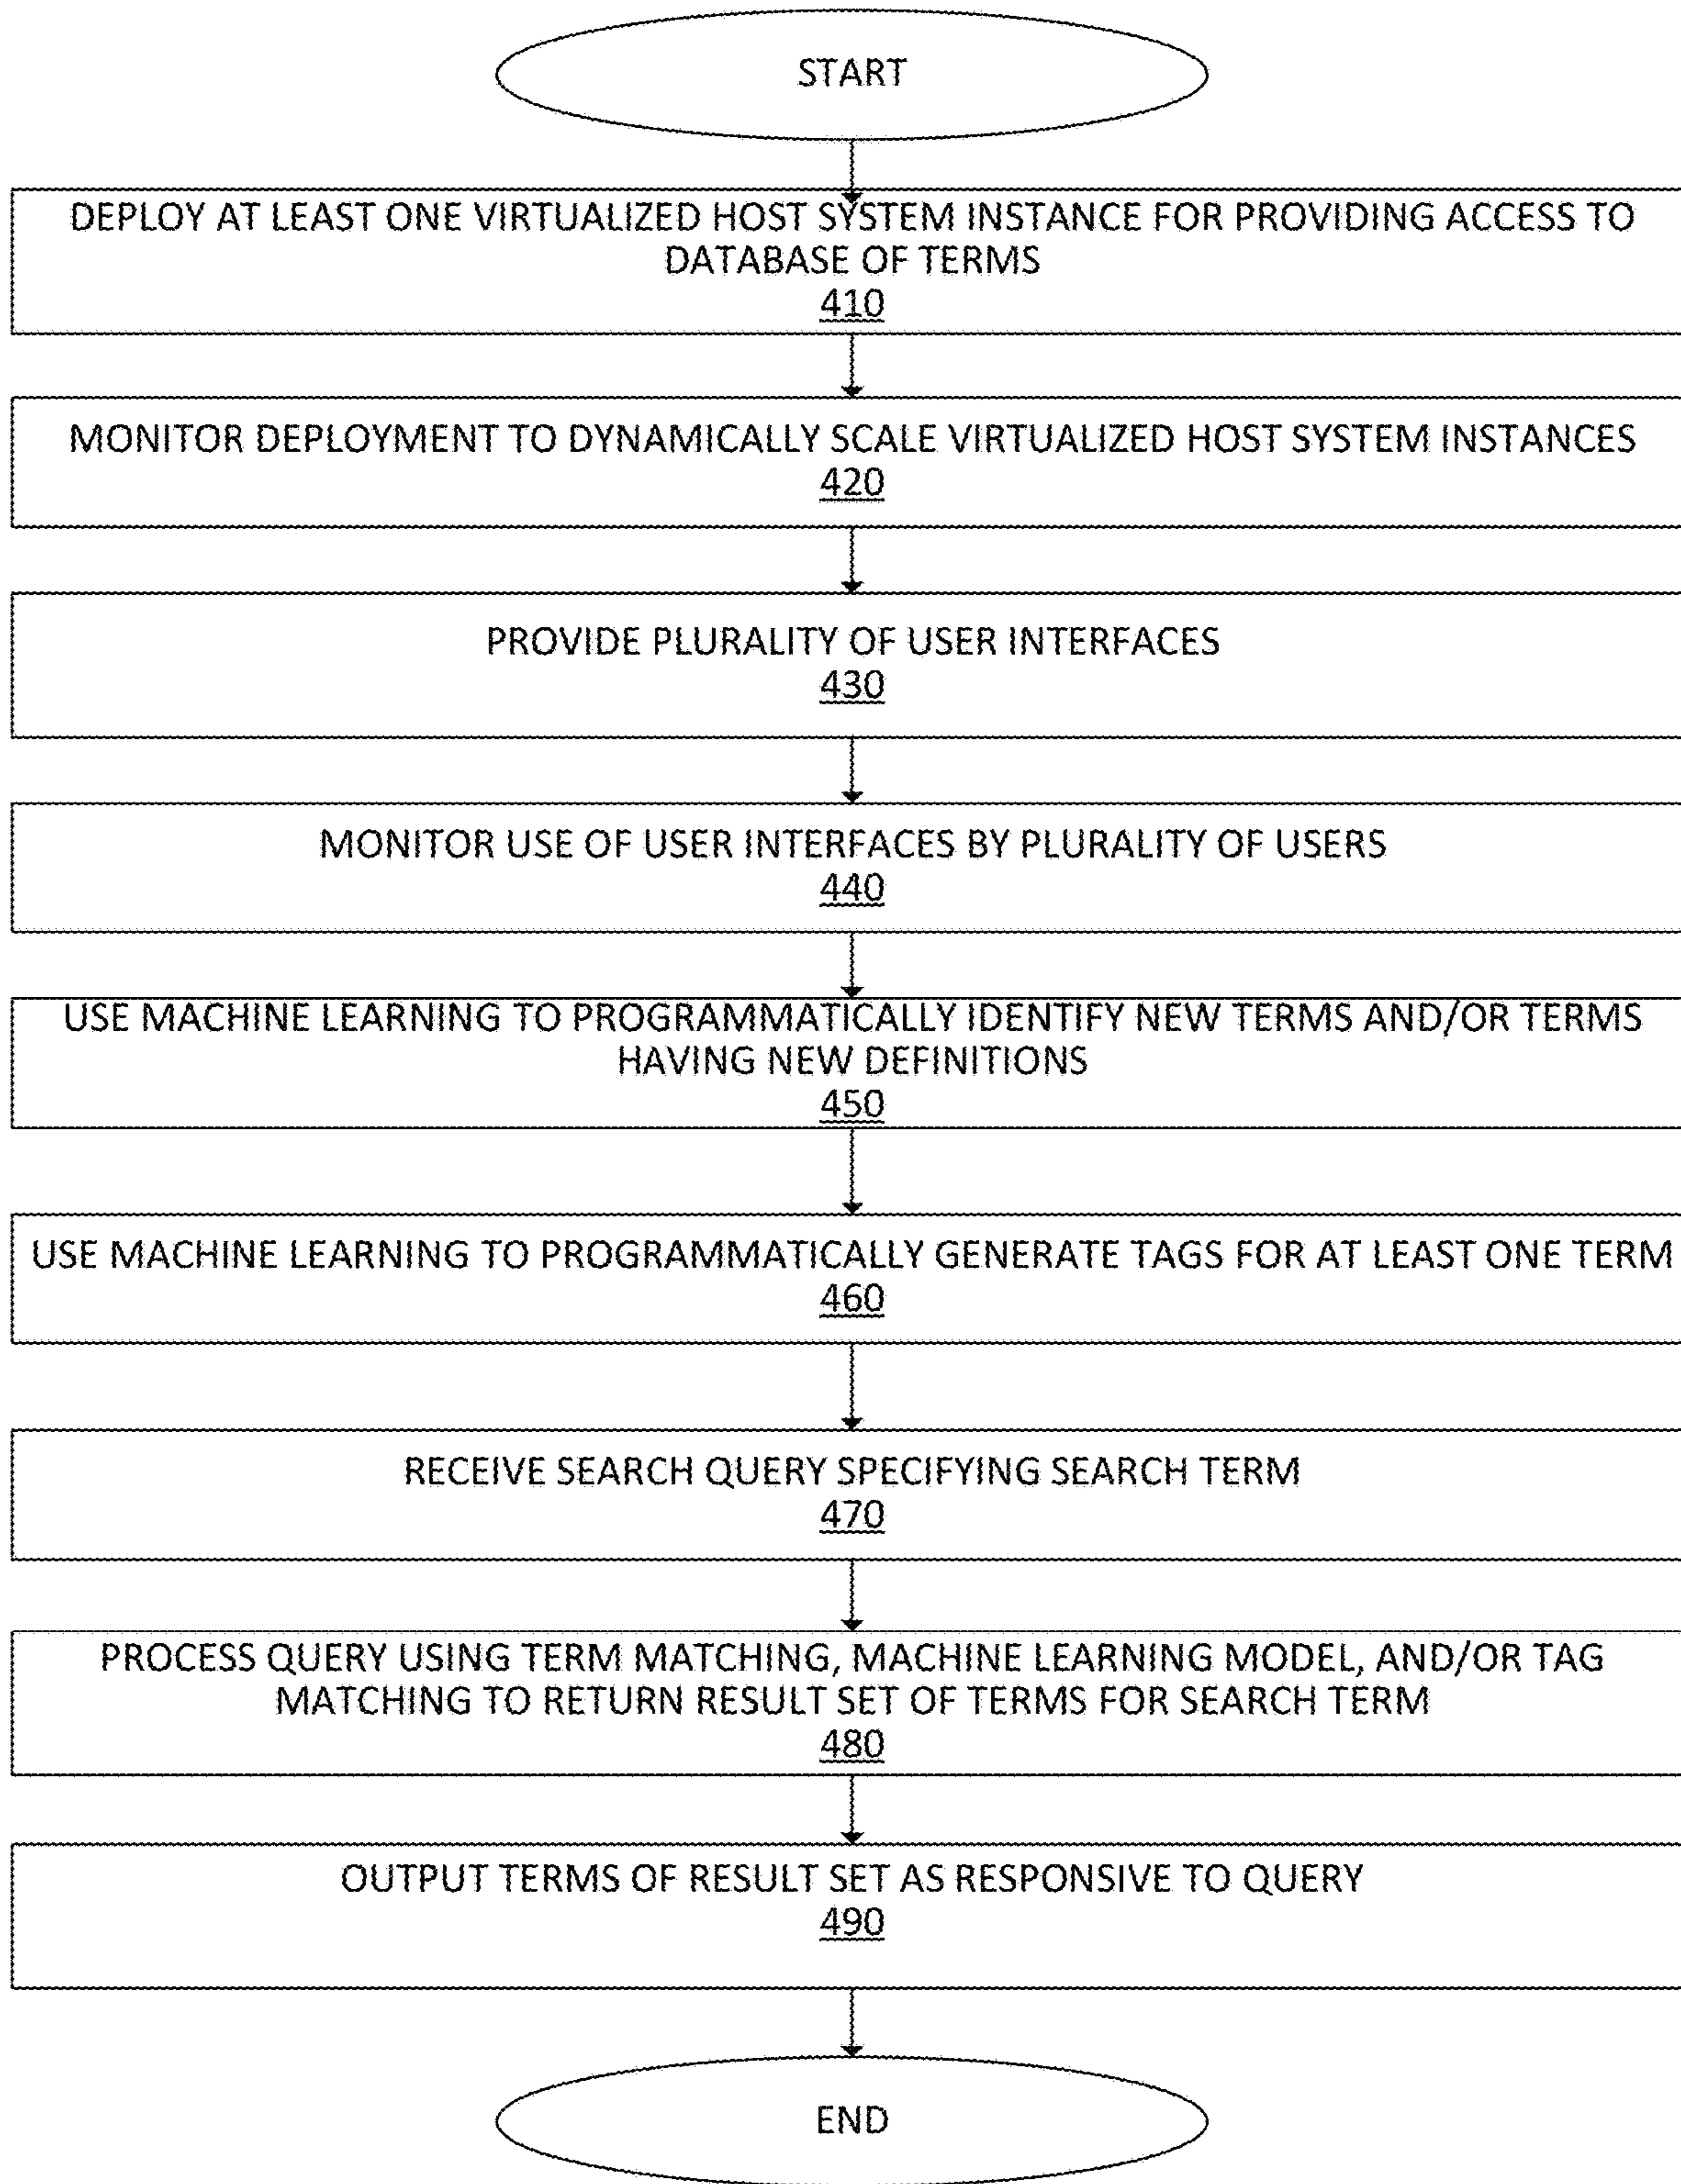 START
DEPLOY AT LEAST ONE VIRTUALIZED HOST SYSTEM INSTANCE FOR PROVIDING ACCESS TO
DATABASE OF TERMS
410
MONITOR DEPLOYMENT TO DYNAMICALLY SCALE VIRTUALIZED HOST SYSTEM INSTANCES
420
PROVIDE PLURALITY OF USER INTERFACES
430
MONITOR USE OF USER INTERFACES BY PLURALITY OF USERS
440
USE MACHINE LEARNING TO PROGRAMMATICALLY IDENTIFY NEW TERMS AND/OR TERMS
HAVING NEW DEFINITIONS
450
USE MACHINE LEARNING TO PROGRAMMATICALLY GENERATE TAGS FOR AT LEAST ONE TERM
460
RECEIVE SEARCH QUERY SPECIFYING SEARCH TERM
470
PROCESS QUERY USING TERM MATCHING, MACHINE LEARNING MODEL, AND/OR TAG
MATCHING TO RETURN RESULT SET OF TERMS FOR SEARCH TERM
480
OUTPUT TERMS OF RESULT SET AS RESPONSIVE TO QUERY
490
END